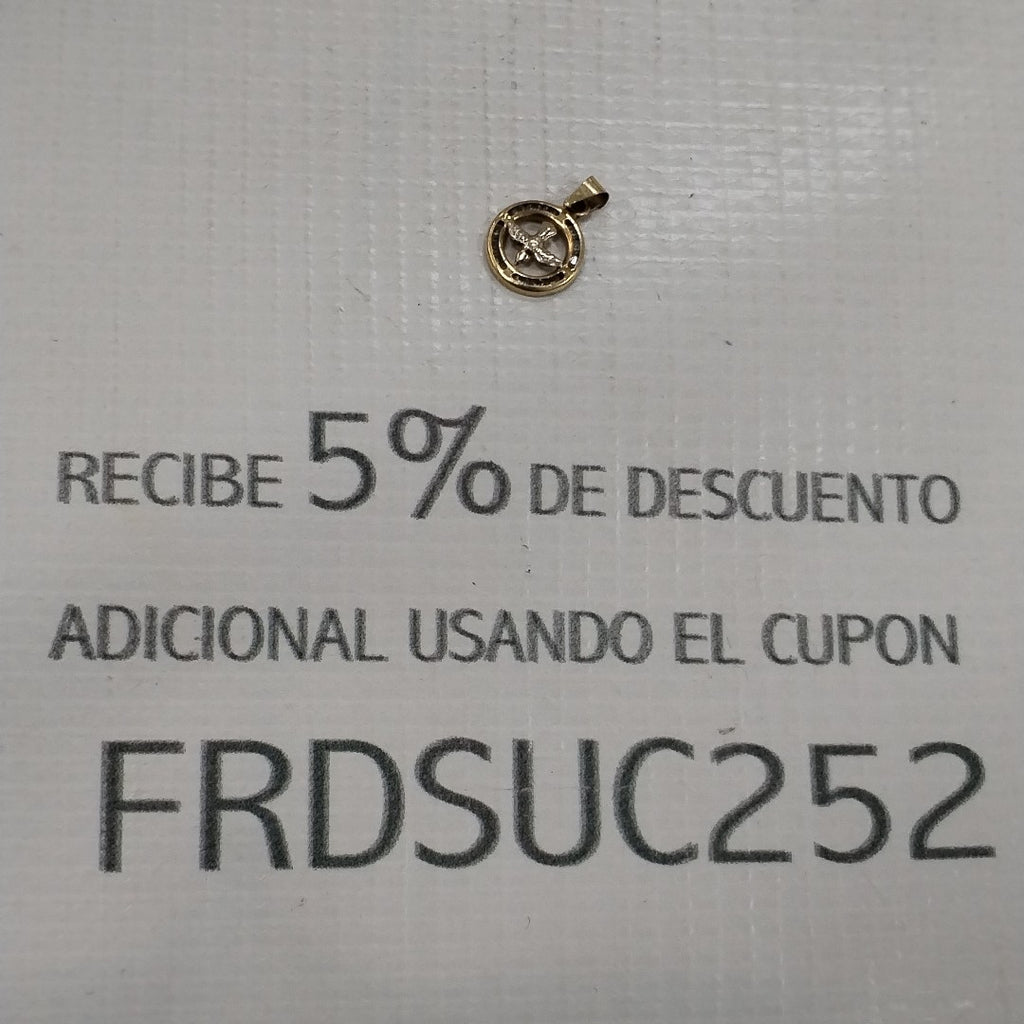 RECIBE 5% DE DESCUENTO
ADICIONAL USANDO EL CUPON
FRDSUC252